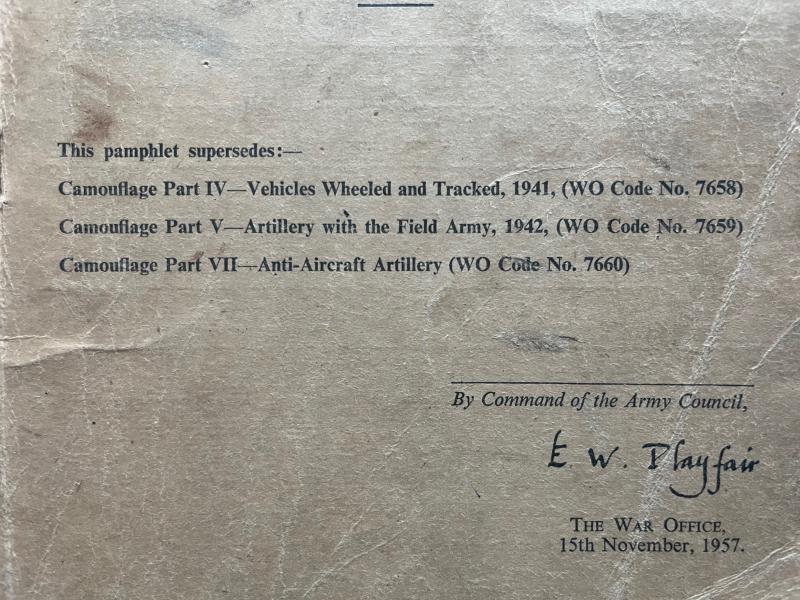 This pamphlet supersedes:—
Camouflage Part IV—Vehicles Wheeled and Tracked, 1941, (WO Code No. 7658)
Camouflage Part V—Artillery with the Field Army, 1942, (WO Code No. 7659)
Camouflage Part VII—Anti-Aircraft Artillery (WO Code No. 7660)
By Command of the Army Council,
E. W. Playfair
THE WAR OFFICE,
15th November, 1957.